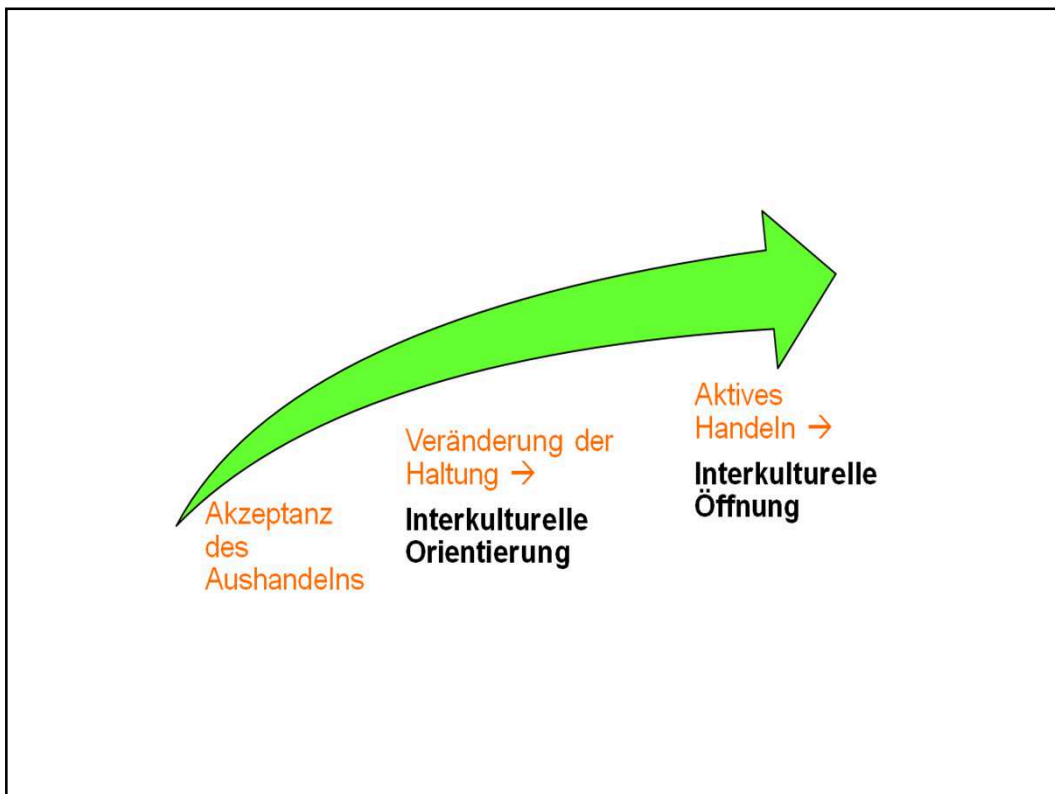 Akzeptanz
des
Aushandelns
Veränderung der
Haltung →
Interkulturelle
Orientierung
Aktives
Handeln →
Interkulturelle
Öffnung